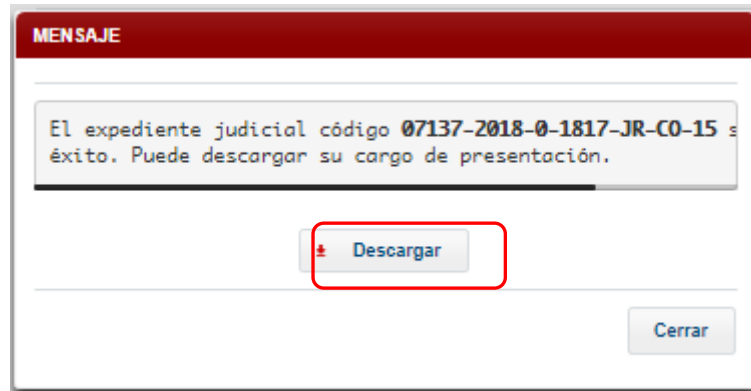 MENSAJE
El expediente judicial código 07137-2018-0-1817-JR-CO-15 s
éxito. Puede descargar su cargo de presentación.
Descargar
Cerrar